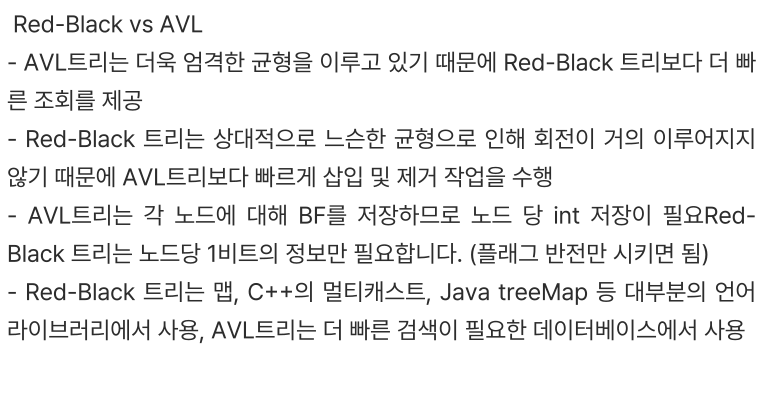 Red-Black vs AVL
- AVL트리는 더욱 엄격한 균형을 이루고 있기 때문에 Red-Black 트리보다 더 빠
른 조회를 제공
- Red-Black 트리는 상대적으로 느슨한 균형으로 인해 회전이 거의 이루어지지
않기 때문에 AVL트리보다 빠르게 삽입 및 제거 작업을 수행
- AVL트리는 각 노드에 대해 BF를 저장하므로 노드 당 int 저장이 필요Red-
Black 트리는 노드당 1비트의 정보만 필요합니다. (플래그 반전만 시키면 됨)
- Red-Black 트리는 맵, C++의 멀티캐스트, Java treeMap 등 대부분의 언어
라이브러리에서 사용, AVL트리는 더 빠른 검색이 필요한 데이터베이스에서 사용